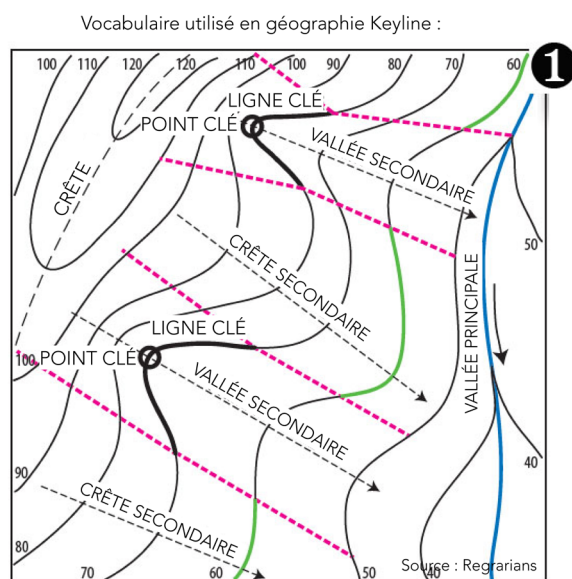 Vocabulaire utilisé en géographie Keyline :
1
100 110 120 120 110 100 90 80 70 60
LIGNE CLÉ
POINT CLÉ
VALLÉE SECONDAIRE
CRÊTE
50
CRÊTE SECONDAIRE
VALLÉE PRINCIPALE
LIGNE CLÉ
100
POINT CLÉ
VALLÉE SECONDAIRE
90
40
CRÊTE SECONDAIRE
80
70
60
50
40
Source : Regrarians